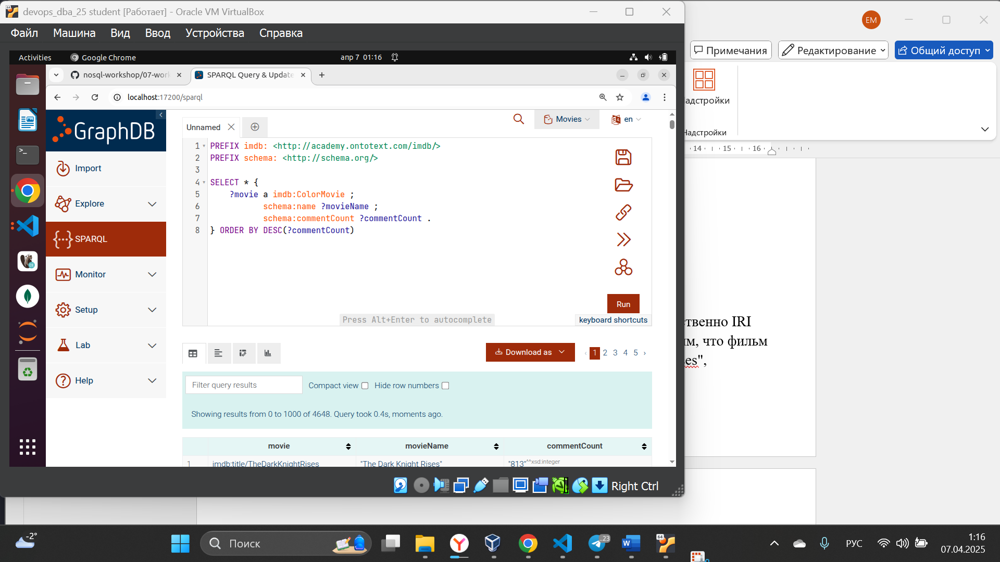 devops_dba_25 student [Работает] - Oracle VM VirtualBox
Файл Машина Вид Ввод Устройства Справка
EM
Примечания Редактирование Общий доступ
Activities Google Chrome апр 7 01:16
nosql-workshop/07-wor SPARQL Query & Update
localhost:17200/sparql
GraphDB
Import
Explore
SPARQL
Monitor
Setup
Lab
Help
Unnamed
Movies en
1 PREFIX imdb: <http://academy.ontotext.com/imdb/>
2 PREFIX schema: <http://schema.org/>
3
4 SELECT * {
5 ?movie a imdb:ColorMovie ;
6 schema:name ?movieName ;
7 schema:commentCount ?commentCount .
8 } ORDER BY DESC(?commentCount)
Run
Press Alt+Enter to autocomplete
keyboard shortcuts
Download as
‹ 1 2 3 4 5 ›
Filter query results Compact view Hide row numbers
Showing results from 0 to 1000 of 4648. Query took 0.4s, moments ago.
movie movieName commentCount
1 imdb:title/TheDarkKnightRises "The Dark Knight Rises" "813"^^xsd:integer
Right Ctrl
адстройки
Надстройки
14 15 16
ственно IRI
м, что фильм
es",
-2°
Поиск
64
..23
64
РУС
1:16
07.04.2025